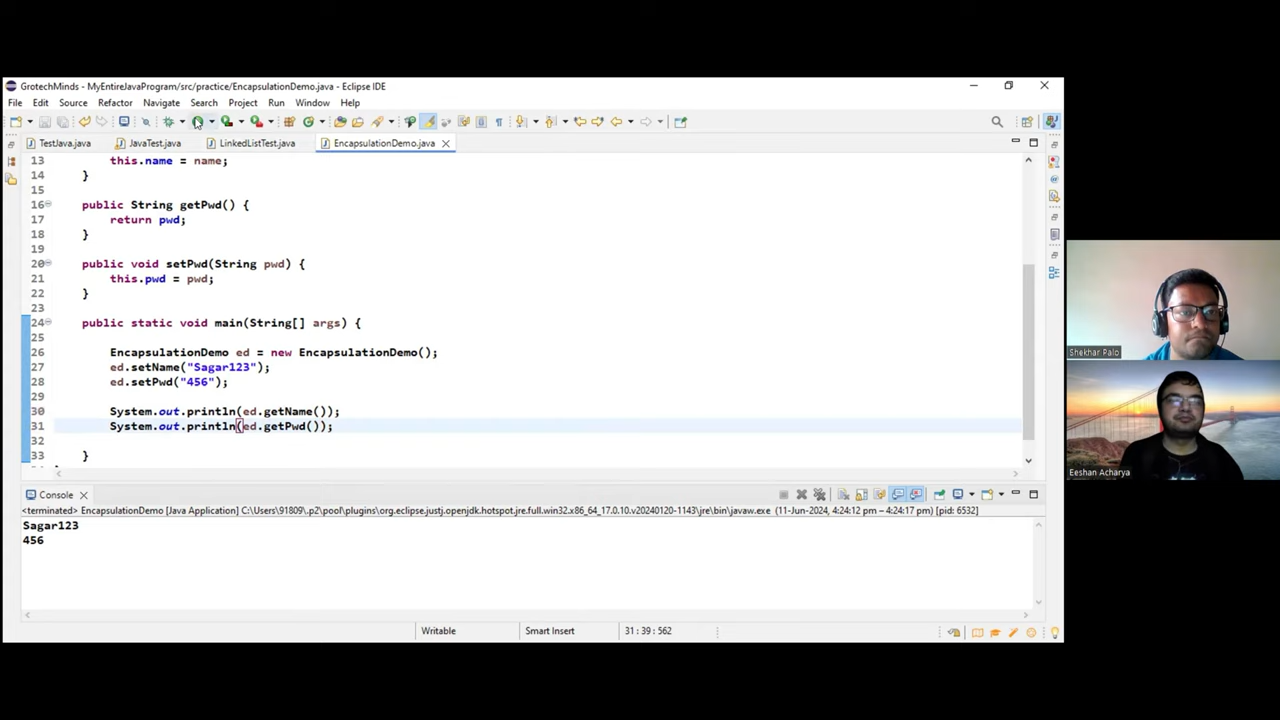 GrotechMinds - MyEntireJavaProgram/src/practice/EncapsulationDemo.java - Eclipse IDE
File Edit Source Refactor Navigate Search Project Run Window Help
TestJava.java JavaTest.java LinkedListTest.java EncapsulationDemo.java
13 this.name = name;
14 }
15
16 public String getPwd() {
17 return pwd;
18 }
19
20 public void setPwd(String pwd) {
21 this.pwd = pwd;
22 }
23
24 public static void main(String[] args) {
25
26 EncapsulationDemo ed = new EncapsulationDemo();
27 ed.setName("Sagar123");
28 ed.setPwd("456");
29
30 System.out.println(ed.getName());
31 System.out.println(ed.getPwd());
32
33 }
Console
<terminated> EncapsulationDemo [Java Application] C:\Users\91809\.p2\pool\plugins\org.eclipse.justj.openjdk.hotspot.jre.full.win32.x86_64_17.0.10.v20240120-1143\jre\bin\javaw.exe (11-Jun-2024, 4:24:12 pm – 4:24:17 pm) [pid: 6532]
Sagar123
456
Writable Smart Insert 31 : 39 : 562
Shekhar Palo
Eeshan Acharya